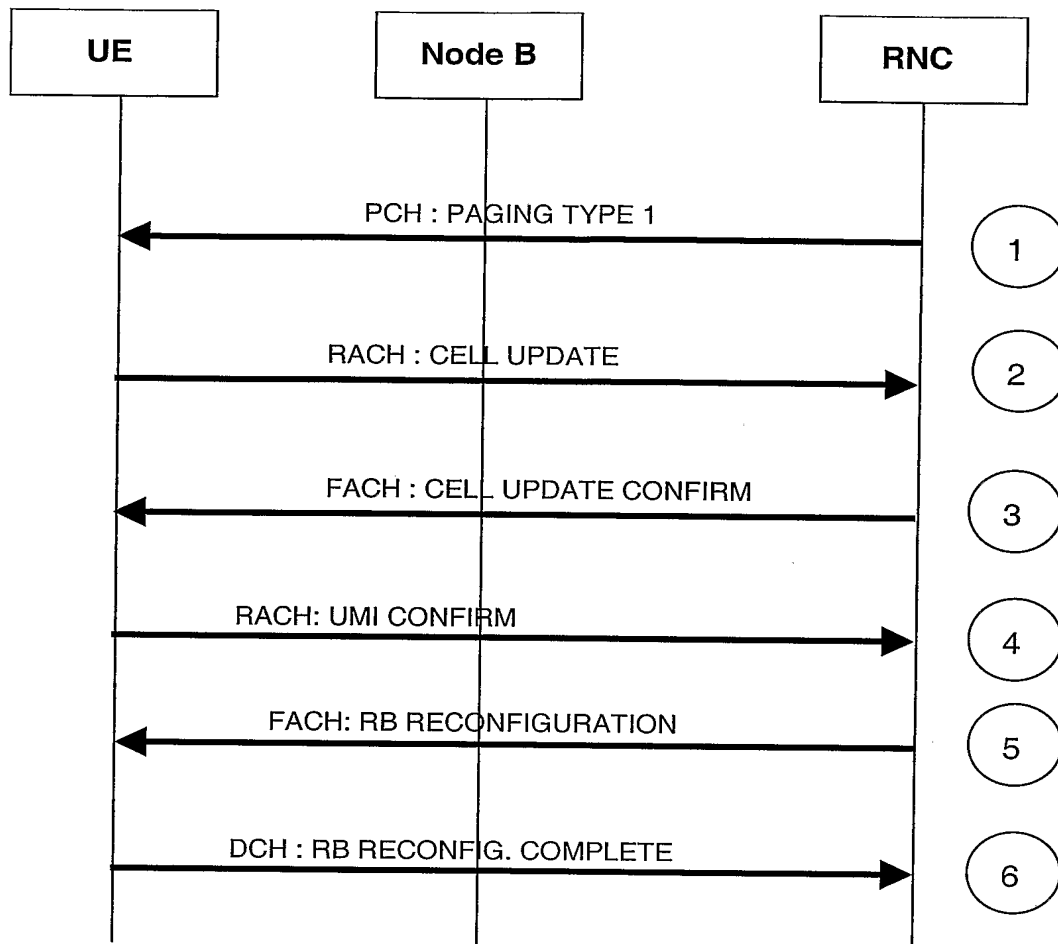 UE
Node B
RNC
PCH : PAGING TYPE 1
1
RACH : CELL UPDATE
2
FACH : CELL UPDATE CONFIRM
3
RACH: UMI CONFIRM
4
FACH: RB RECONFIGURATION
5
DCH : RB RECONFIG. COMPLETE
6